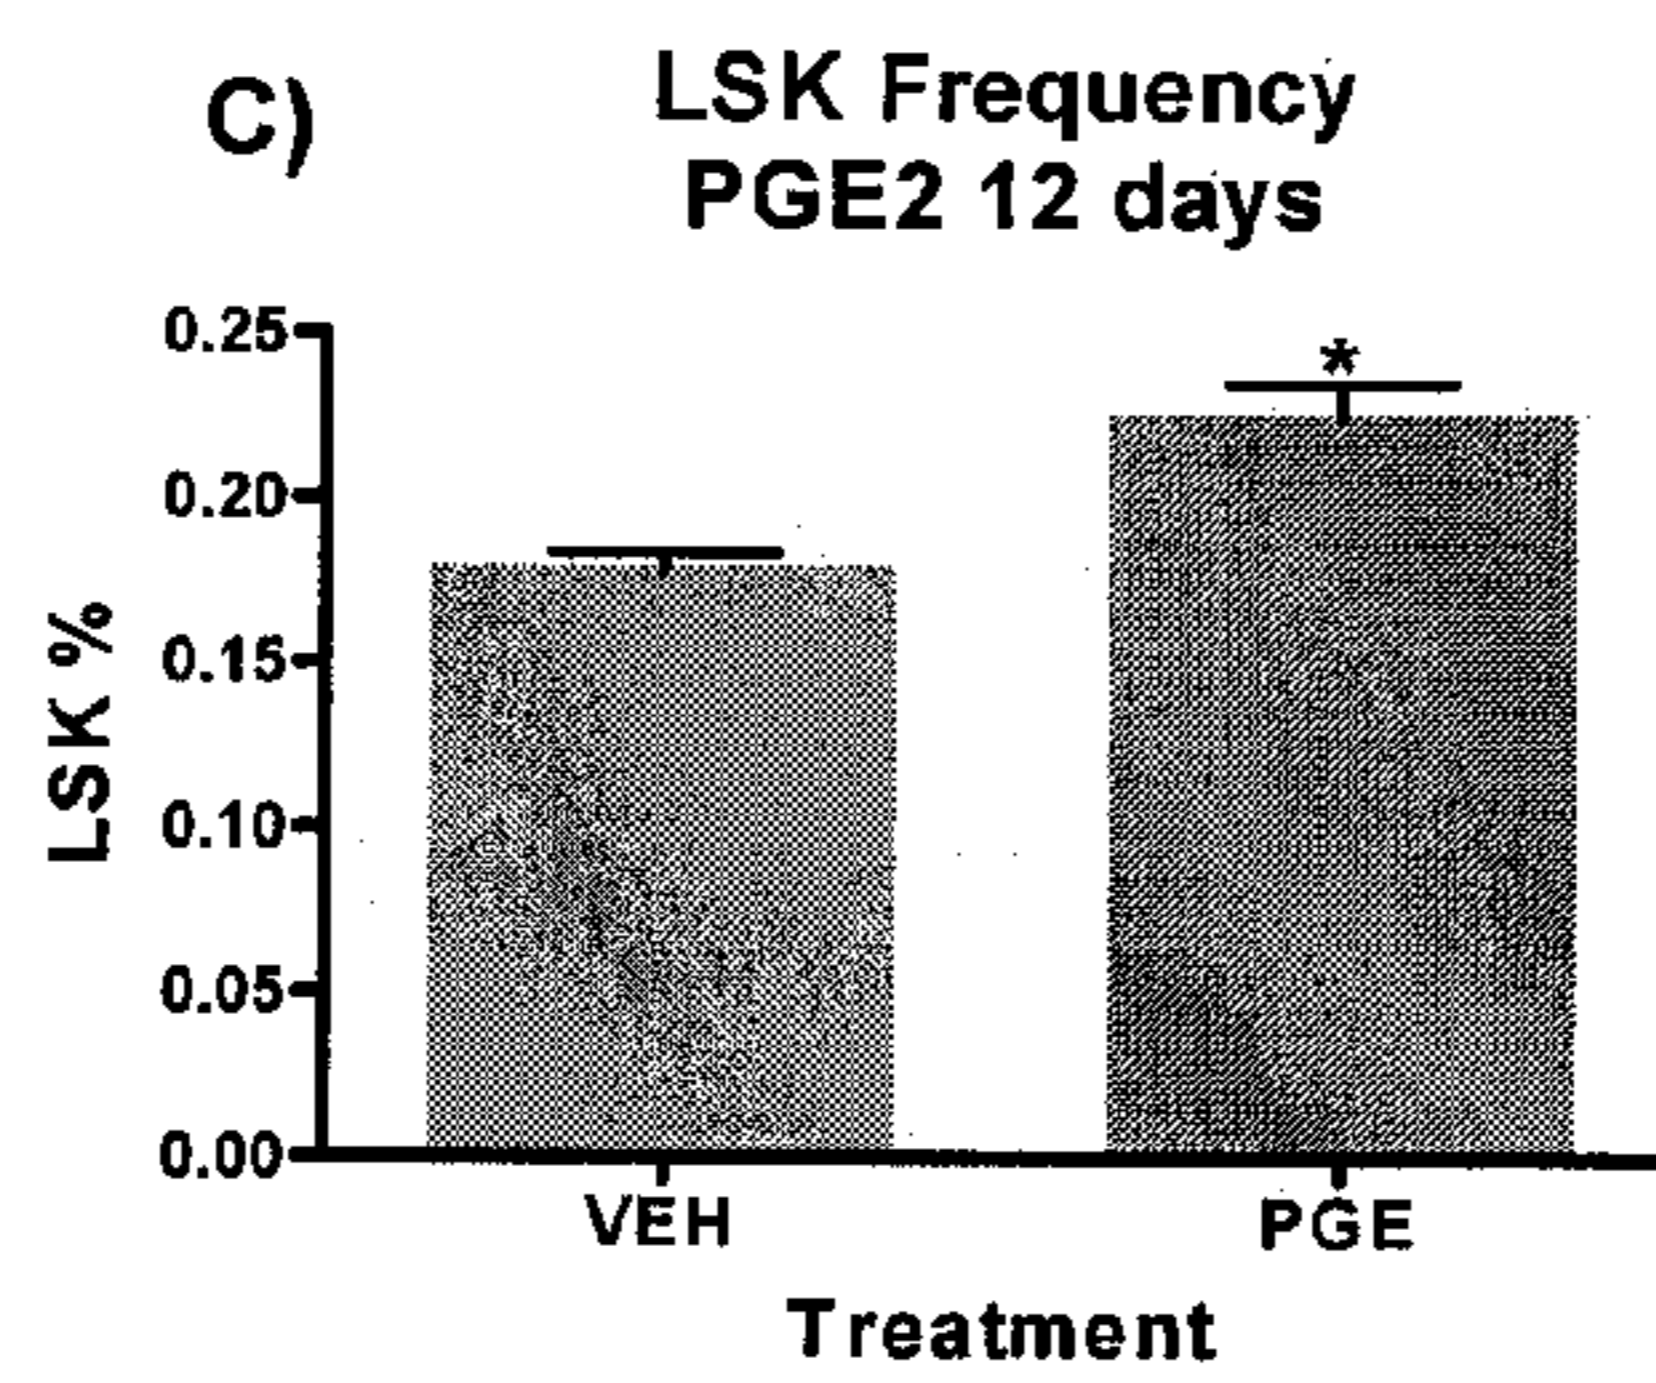 C)
LSK Frequency
PGE2 12 days
0.25
*
0.20
0.15
0.10
0.05
0.00
LSK %
VEH
PGE
Treatment